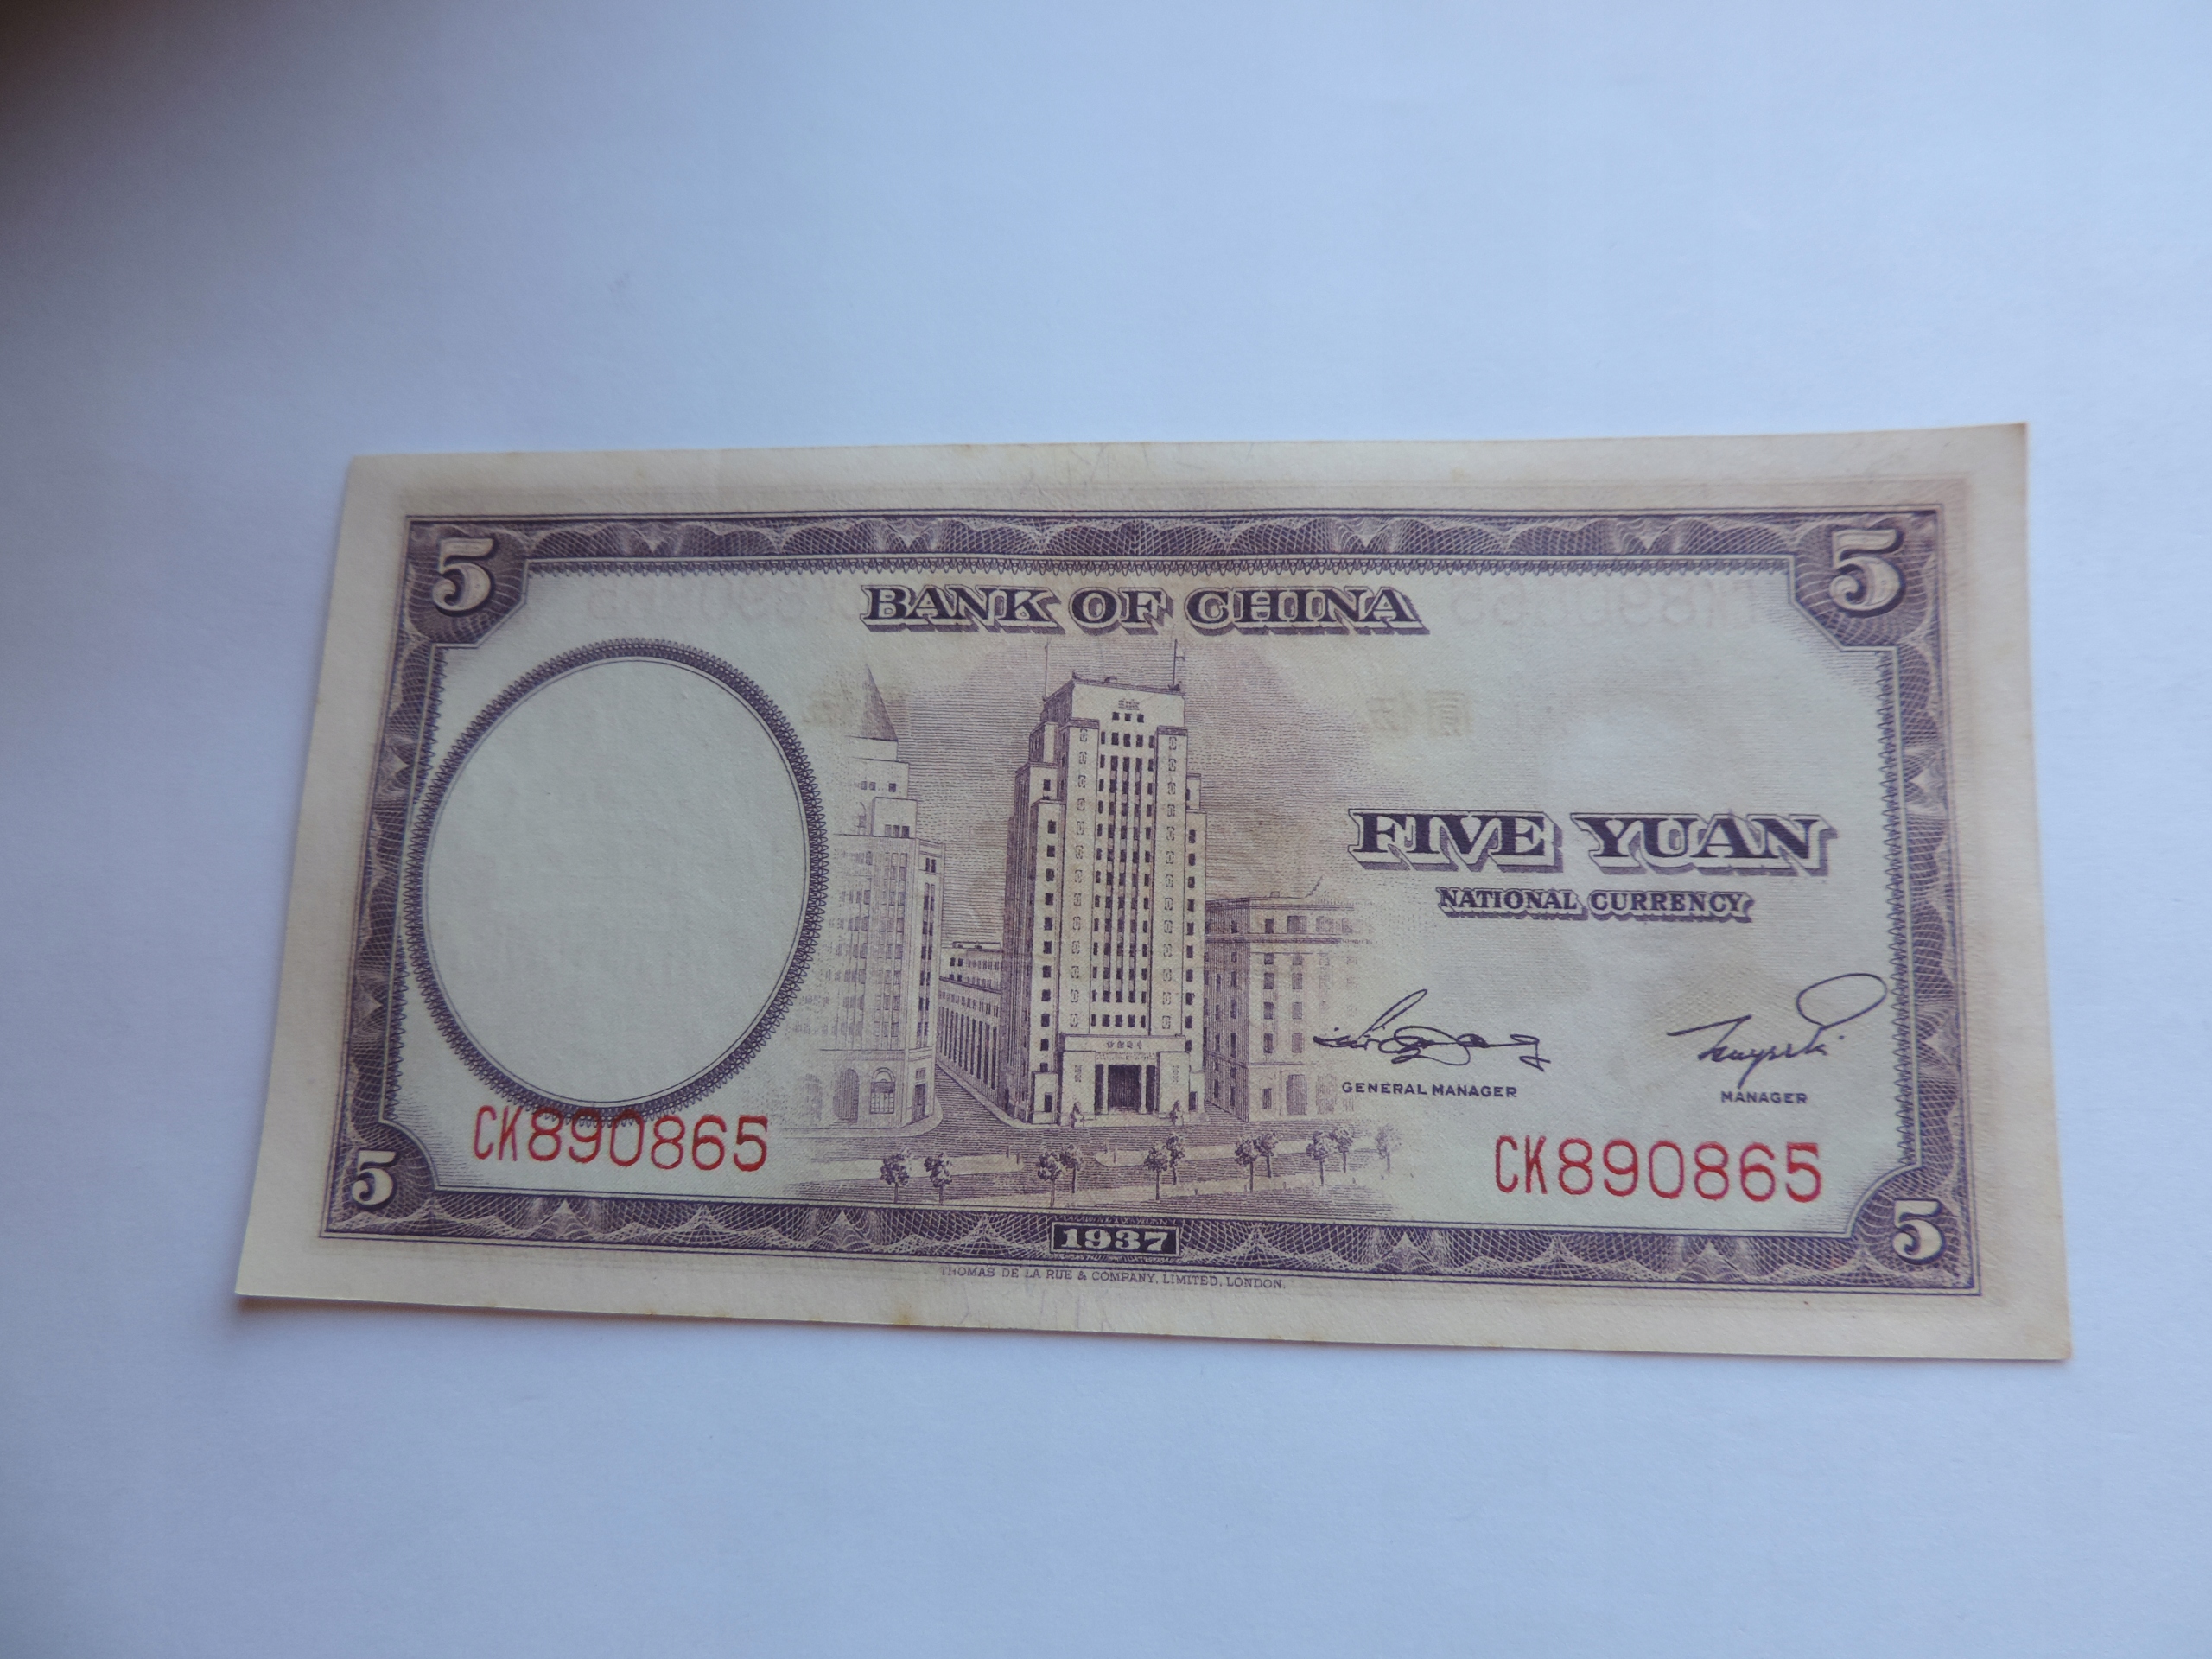 5 5
BANK OF CHINA
FIVE YUAN
NATIONAL CURRENCY
GENERAL MANAGER MANAGER
CK890865 CK890865
5 5
1937
THOMAS DE LA RUE & COMPANY, LIMITED, LONDON.